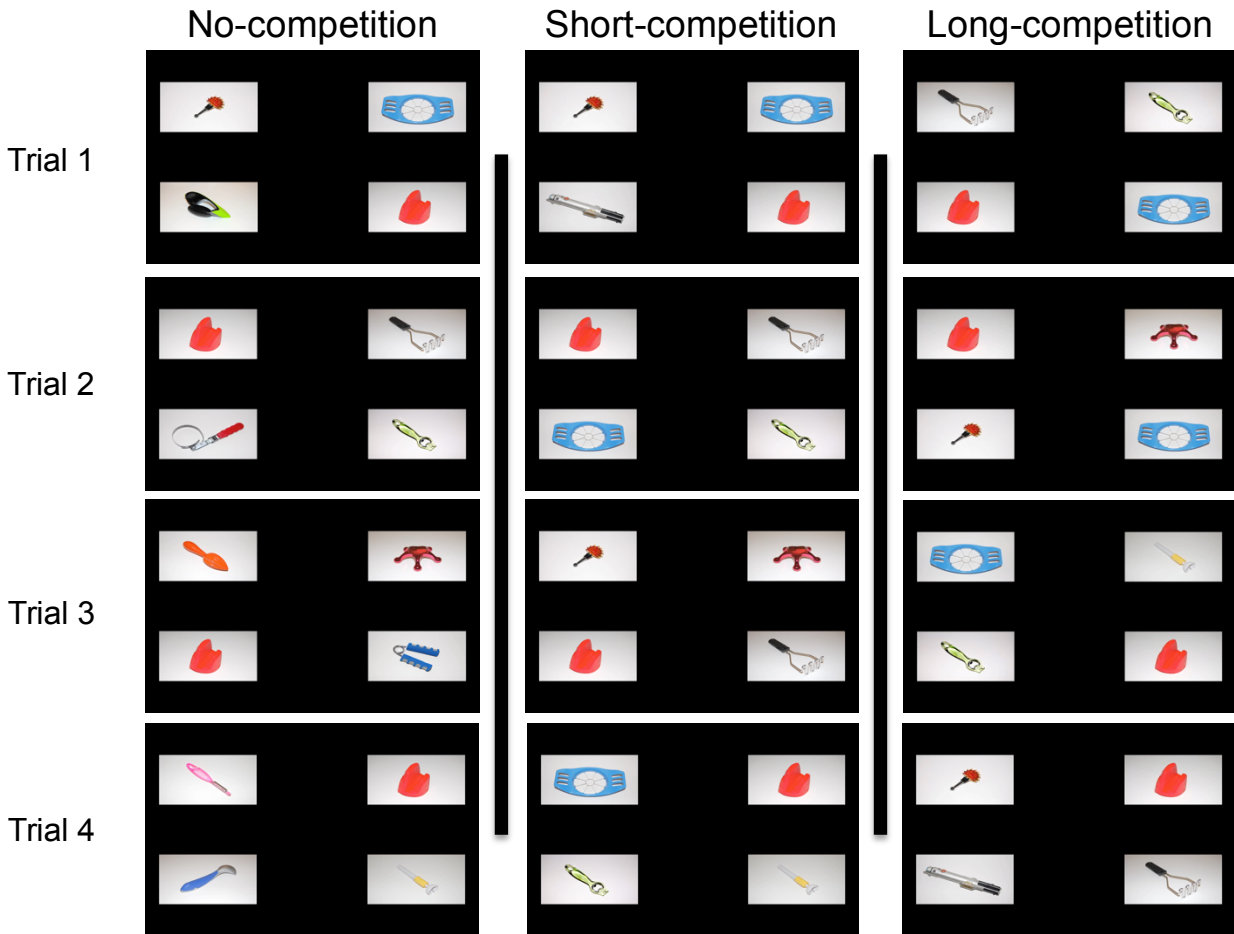 No-competition
Short-competition
Long-competition
Trial 1
Trial 2
Trial 3
Trial 4